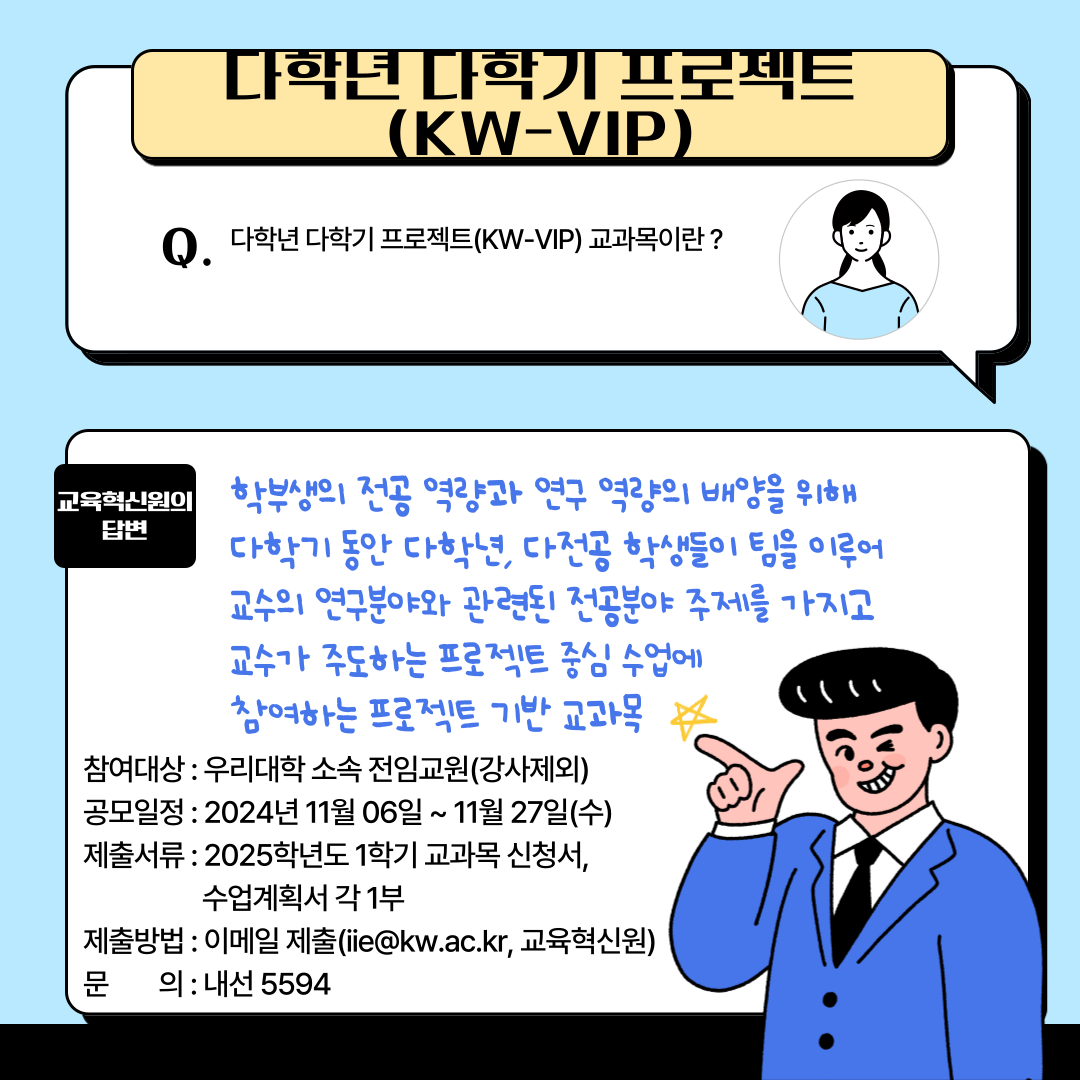 다학년 다학기 프로젝트
(KW-VIP)
Q. 다학년 다학기 프로젝트(KW-VIP) 교과목이란 ?
교육혁신원의
답변
학부생의 전공 역량과 연구 역량의 배양을 위해
다학기 동안 다학년, 다전공 학생들이 팀을 이루어
교수의 연구분야와 관련된 전공분야 주제를 가지고
교수가 주도하는 프로젝트 중심 수업에
참여하는 프로젝트 기반 교과목
참여대상 : 우리대학 소속 전임교원(강사제외)
공모일정 : 2024년 11월 06일 ~ 11월 27일(수)
제출서류 : 2025학년도 1학기 교과목 신청서,
수업계획서 각 1부
제출방법 : 이메일 제출(iie@kw.ac.kr, 교육혁신원)
문 의 : 내선 5594